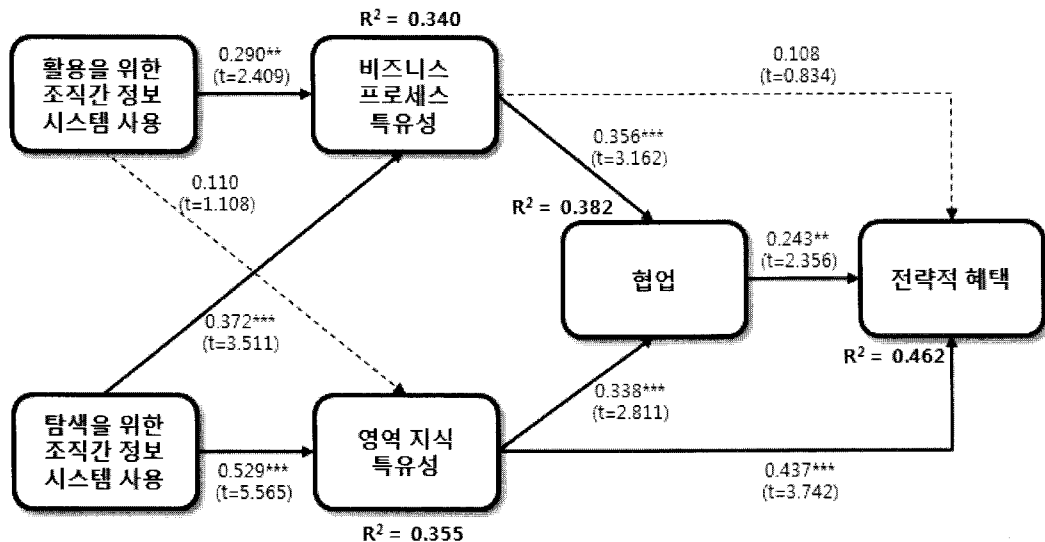 R² = 0.340
활용을 위한
조직간 정보
시스템 사용
0.290**
(t=2.409)
비즈니스
프로세스
특유성
0.108
(t=0.834)
0.356***
(t=3.162)
0.110
(t=1.108)
R² = 0.382
협업
0.243**
(t=2.356)
전략적 혜택
R² = 0.462
0.372***
(t=3.511)
0.338***
(t=2.811)
탐색을 위한
조직간 정보
시스템 사용
0.529***
(t=5.565)
영역 지식
특유성
0.437***
(t=3.742)
R² = 0.355